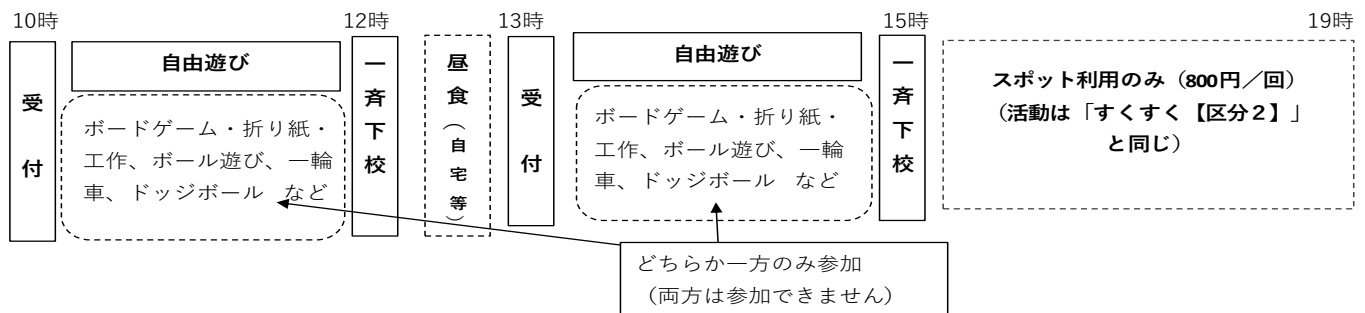 10時
12時
13時
15時
19時
受付
自由遊び
ボードゲーム・折り紙・
工作、ボール遊び、一輪
車、ドッジボール　など
一斉下校
昼食（自宅等）
受付
自由遊び
ボードゲーム・折り紙・
工作、ボール遊び、一輪
車、ドッジボール　など
一斉下校
スポット利用のみ（800円／回）
（活動は「すくすく【区分２】」
と同じ）
どちらか一方のみ参加
（両方は参加できません）